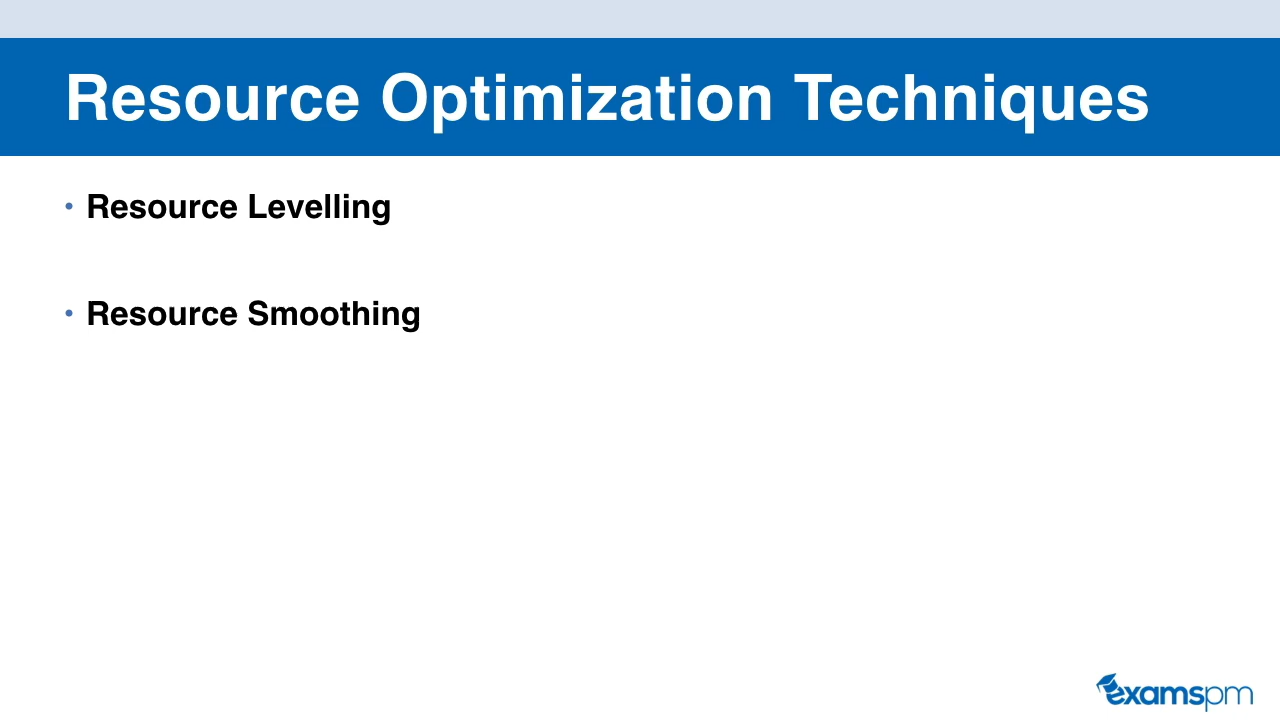 Resource Optimization Techniques
• Resource Levelling
• Resource Smoothing
examspm